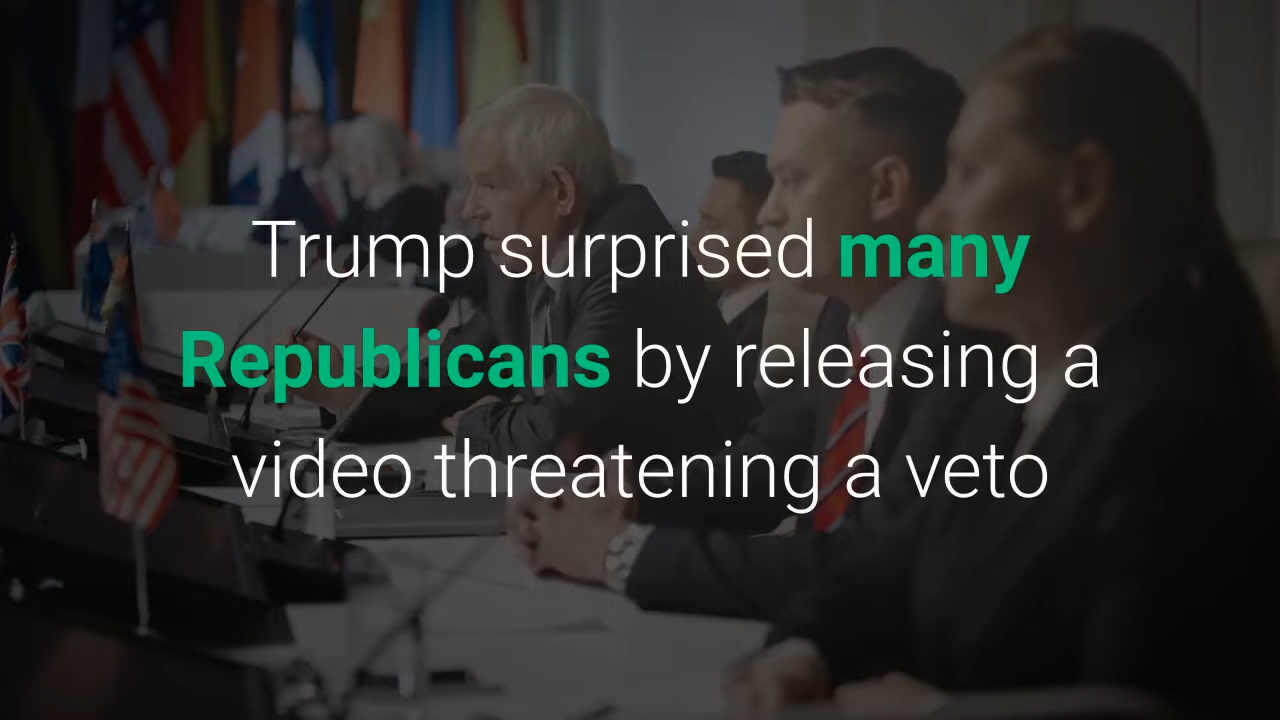 Trump surprised many
Republicans by releasing a
video threatening a veto